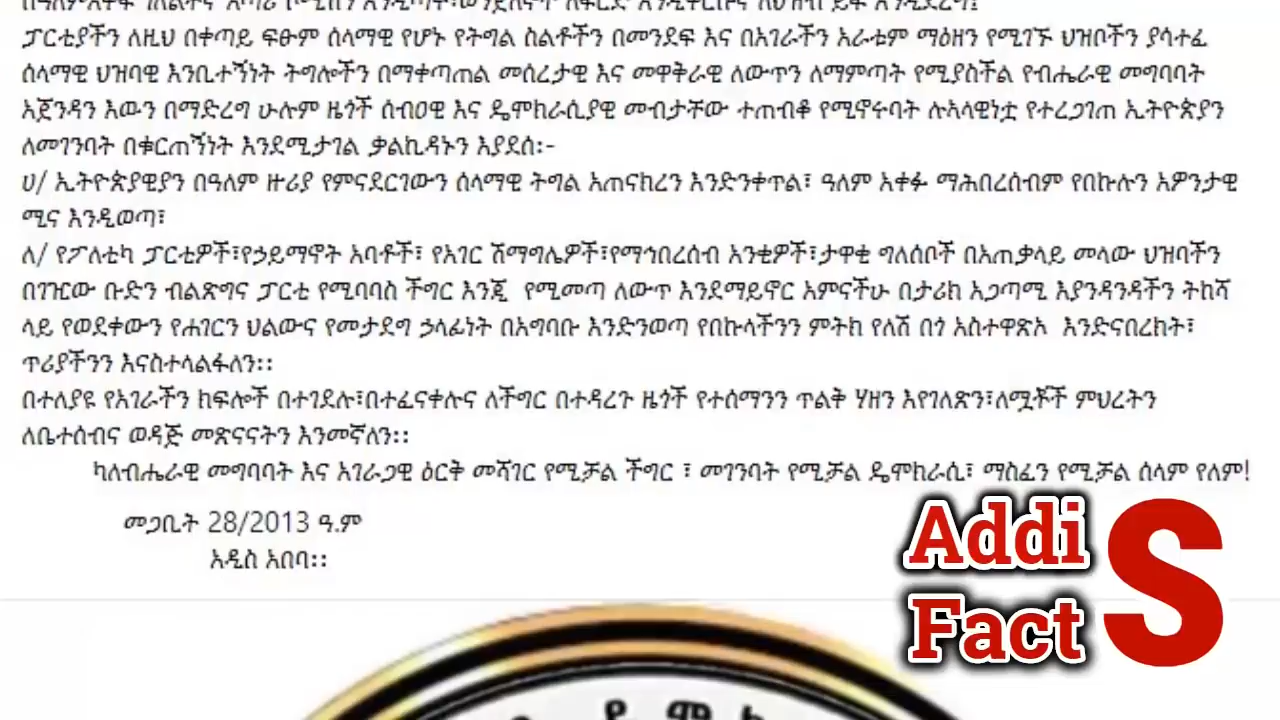 ፓርቲያችን ለዚህ በቀጣይ ፍፁም ሰላማዊ የሆኑ የትግል ስልቶችን በመንደፍ እና በአገራችን አራቱም ማዕዘን የሚገኙ ህዝቦችን ያሳተፈ
ሰላማዊ ህዝባዊ እንቢተኝነት ትግሎችን በማቀጣጠል መሰረታዊ እና መዋቅራዊ ለውጥን ለማምጣት የሚያስችል የብሔራዊ መግባባት
አጀንዳን እውን በማድረግ ሁሉም ዜጎች ሰብዐዊ እና ዴሞክራሲያዊ መብታቸው ተጠብቆ የሚኖሩባት ሉኣላዊነቷ የተረጋገጠ ኢትዮጵያን
ለመገንባት በቁርጠኝነት እንደሚታገል ቃልኪዳኑን እያደሰ፡-
ሀ/ ኢትዮጵያዊያን በዓለም ዙሪያ የምናደርገውን ሰላማዊ ትግል አጠናክረን እንድንቀጥል፣ ዓለም አቀፉ ማሕበረሰብም የበኩሉን አዎንታዊ
ሚና እንዲወጣ፣
ለ/ የፖለቲካ ፓርቲዎች፣የኃይማኖት አባቶች፣ የአገር ሽማግሌዎች፣የማኅበረሰብ አንቂዎች፣ታዋቂ ግለሰቦች በአጠቃላይ መላው ህዝባችን
በገዢው ቡድን ብልጽግና ፓርቲ የሚባባስ ችግር እንጂ የሚመጣ ለውጥ እንደማይኖር አምናችሁ በታሪክ አጋጣሚ እያንዳንዳችን ትከሻ
ላይ የወደቀውን የሐገርን ህልውና የመታደግ ኃላፊነት በአግባቡ እንድንወጣ የበኩላችንን ምትክ የለሽ በጎ አስተዋጽኦ እንድናበረክት፣
ጥሪያችንን እናስተላልፋለን፡፡
በተለያዩ የአገራችን ክፍሎች በተገደሉ፣በተፈናቀሉና ለችግር በተዳረጉ ዜጎች የተሰማንን ጥልቅ ሃዘን እየገለጽን፣ለሟቾች ምህረትን
ለቤተሰብና ወዳጅ መጽናናትን እንመኛለን፡፡
ካለብሔራዊ መግባባት እና አገራጋዊ ዕርቅ መሻገር የሚቻል ችግር ፣ መገንባት የሚቻል ዴሞክራሲ፣ ማስፈን የሚቻል ሰላም የለም!
መጋቢት 28/2013 ዓ.ም
አዲስ አበባ፡፡
Addi
Fact
S